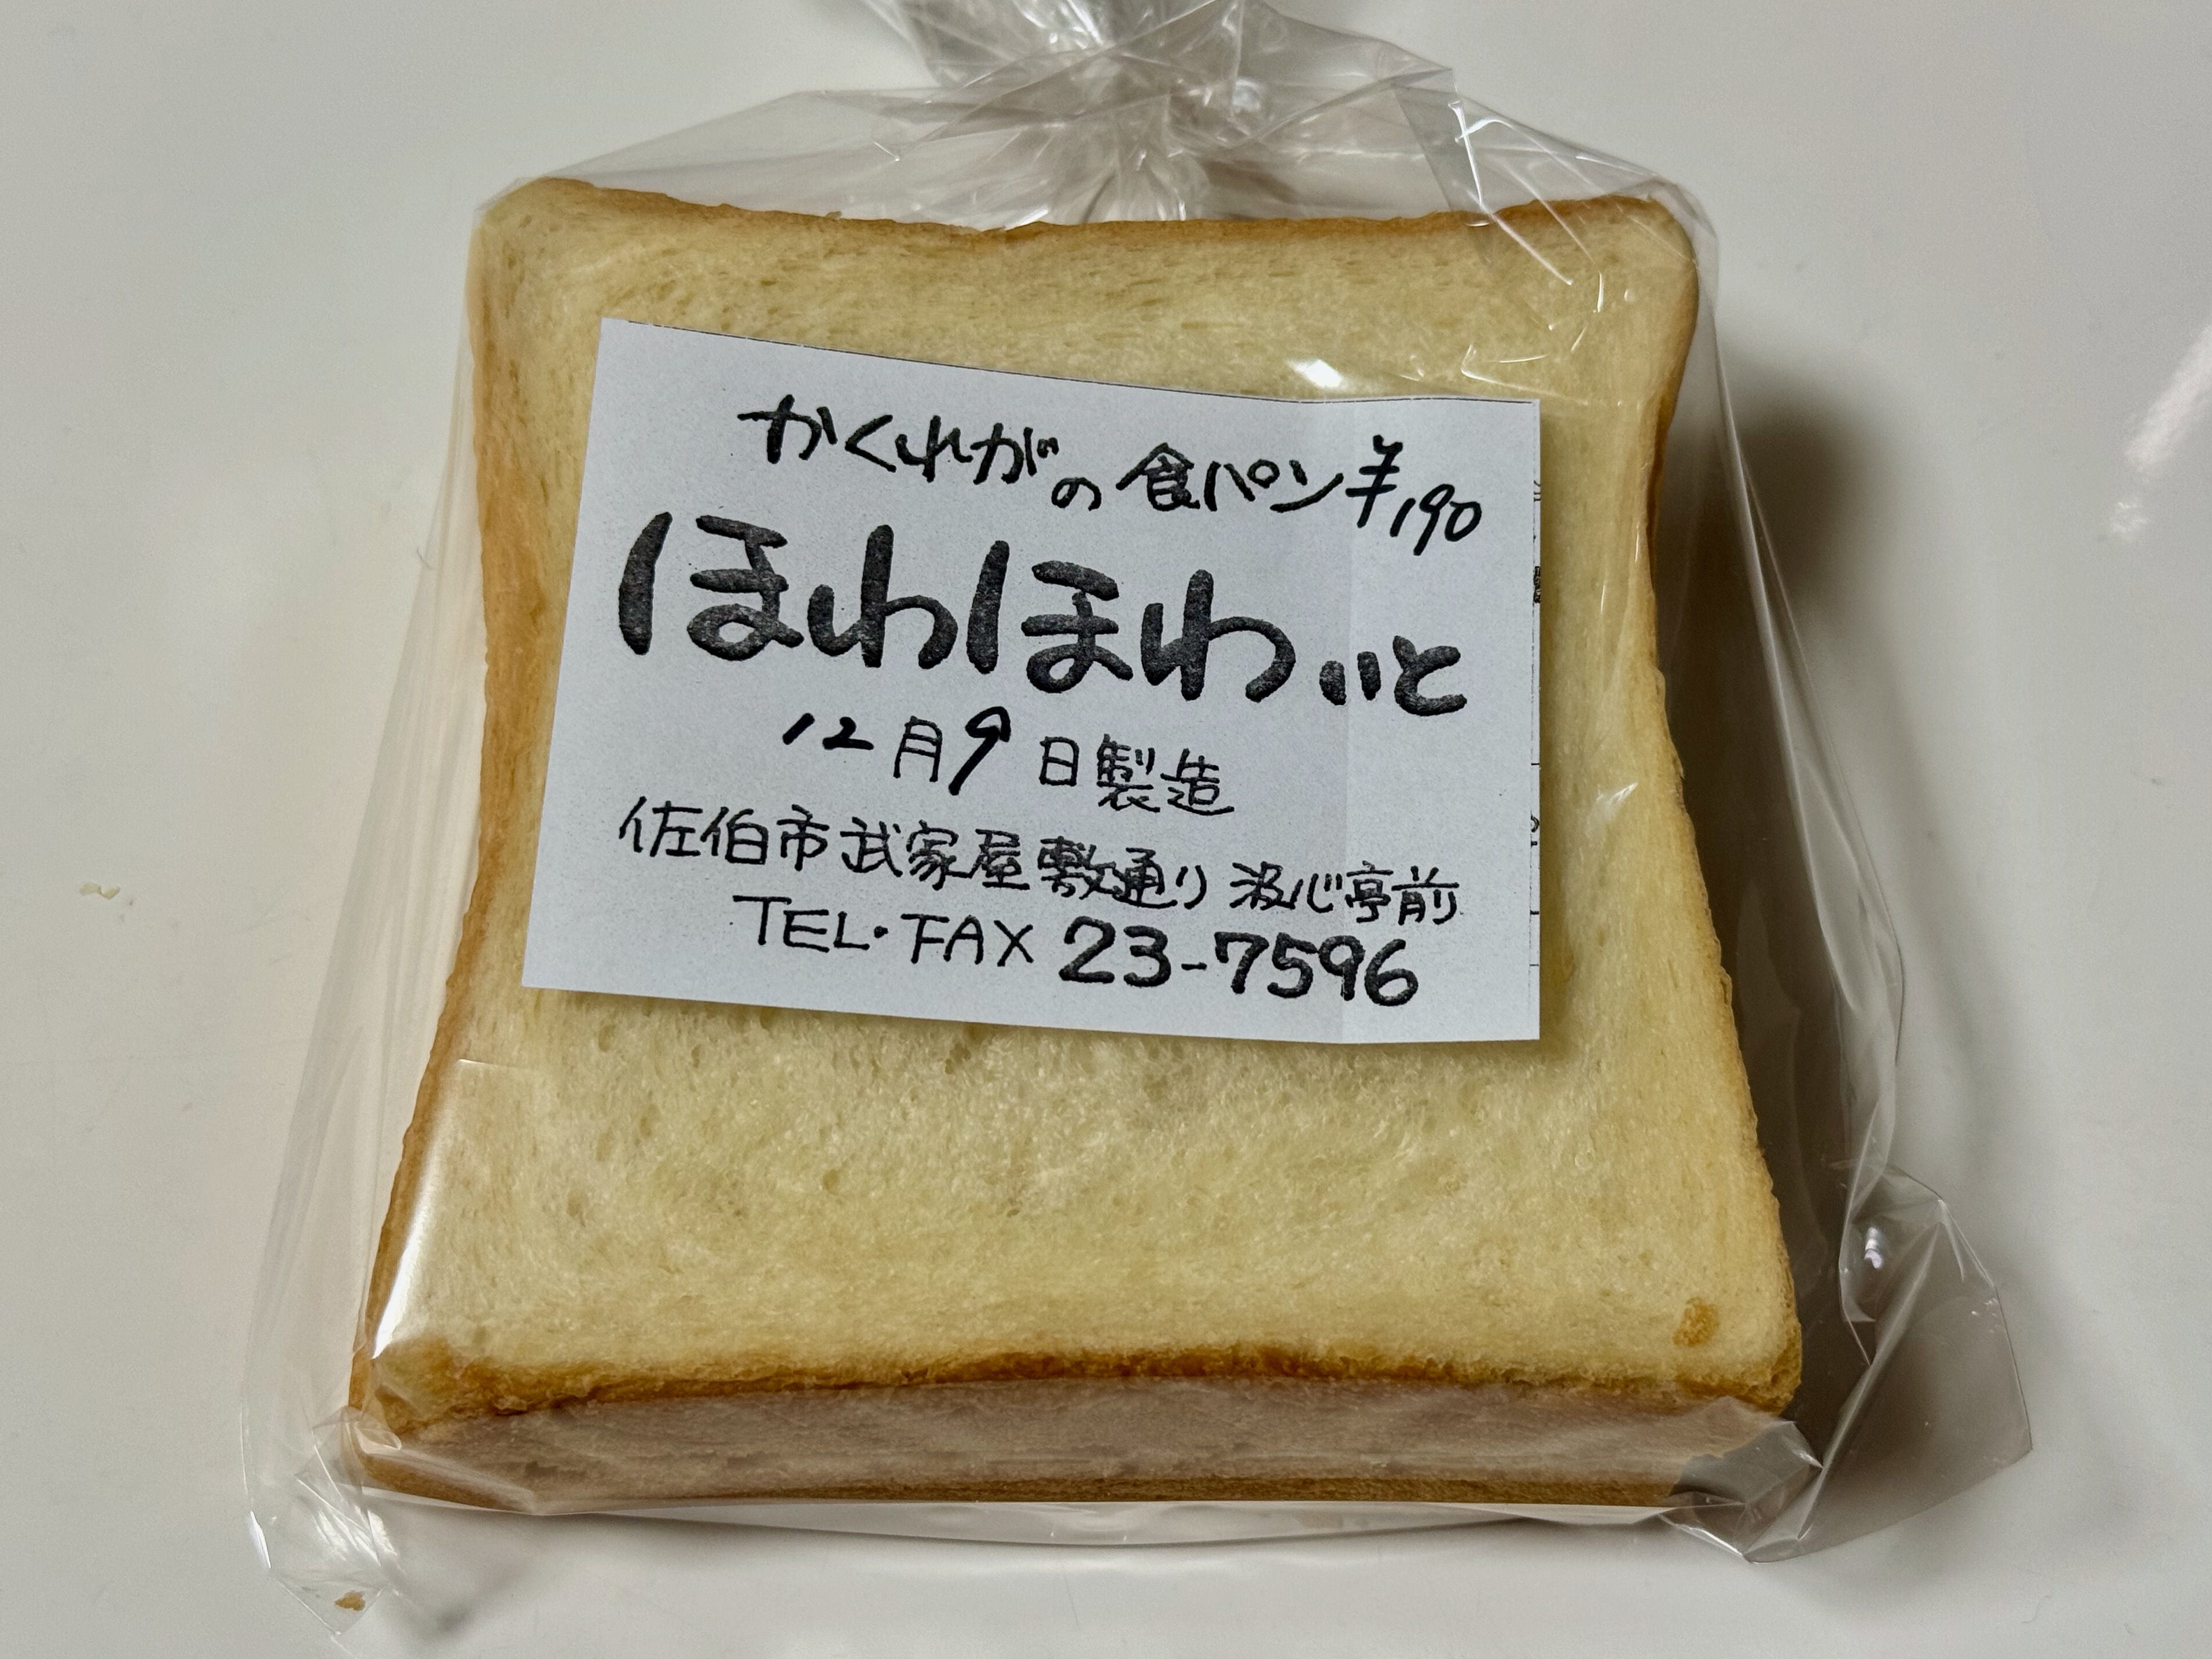 かくれがの食パン¥190
ほわほわぃと
12月9日製造
佐伯市武家屋敷通り 汲心亭前
TEL・FAX 23-7596